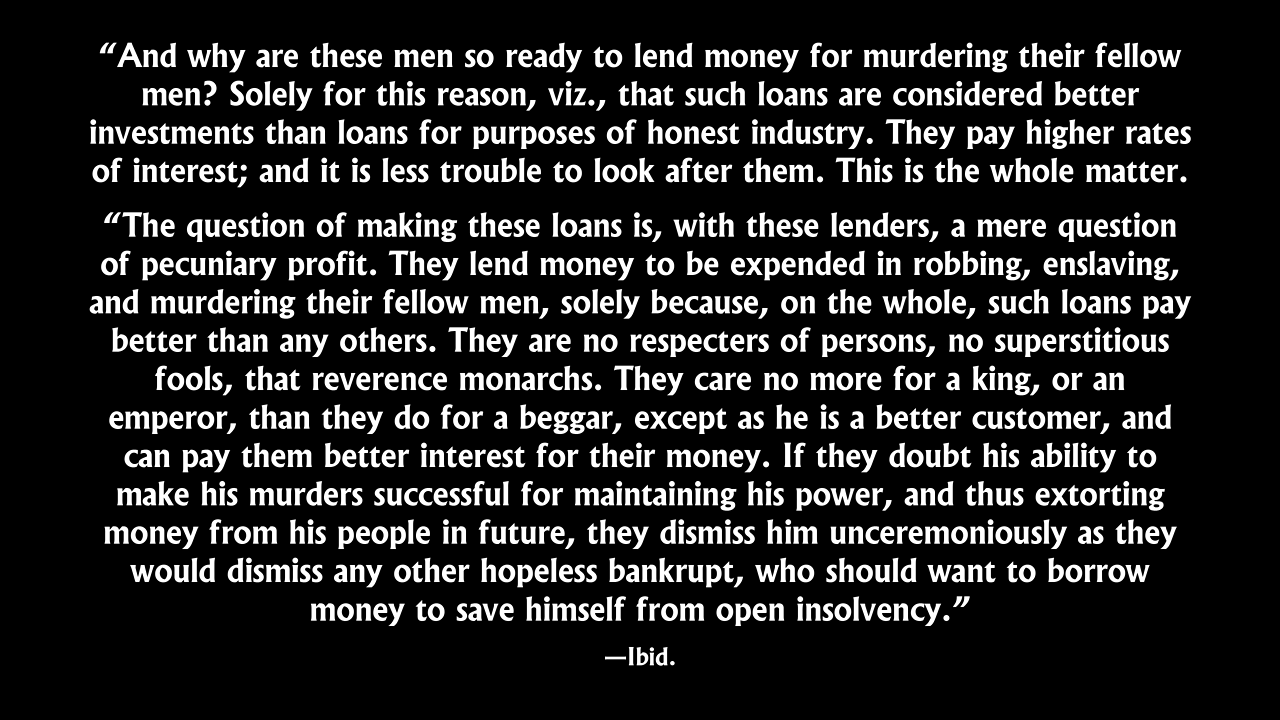 “And why are these men so ready to lend money for murdering their fellow
men? Solely for this reason, viz., that such loans are considered better
investments than loans for purposes of honest industry. They pay higher rates
of interest; and it is less trouble to look after them. This is the whole matter.
“The question of making these loans is, with these lenders, a mere question
of pecuniary profit. They lend money to be expended in robbing, enslaving,
and murdering their fellow men, solely because, on the whole, such loans pay
better than any others. They are no respecters of persons, no superstitious
fools, that reverence monarchs. They care no more for a king, or an
emperor, than they do for a beggar, except as he is a better customer, and
can pay them better interest for their money. If they doubt his ability to
make his murders successful for maintaining his power, and thus extorting
money from his people in future, they dismiss him unceremoniously as they
would dismiss any other hopeless bankrupt, who should want to borrow
money to save himself from open insolvency.”
—Ibid.